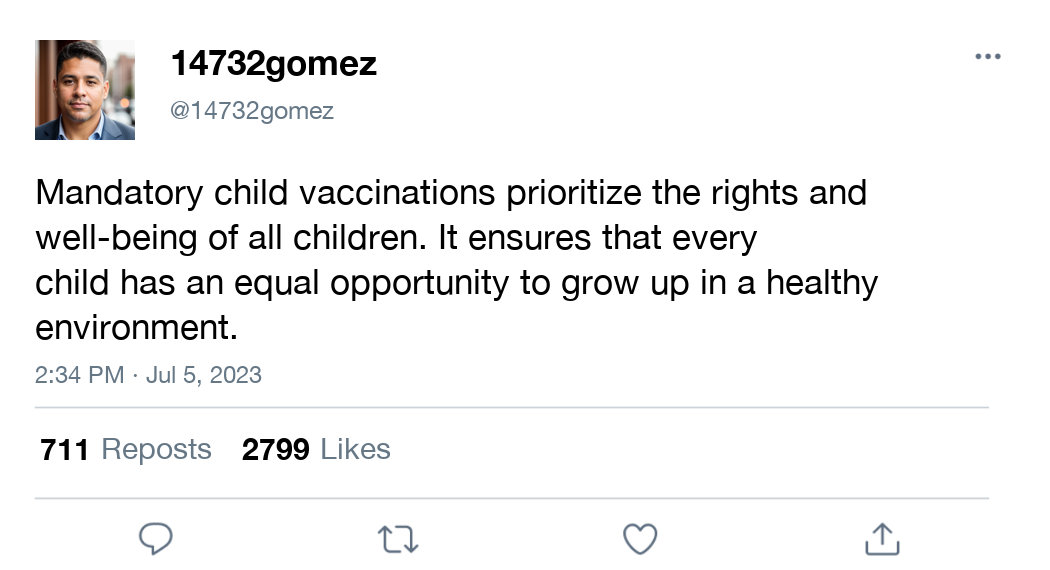 14732gomez
@14732gomez
Mandatory child vaccinations prioritize the rights and
well-being of all children. It ensures that every
child has an equal opportunity to grow up in a healthy
environment.
2:34 PM · Jul 5, 2023
711 Reposts 2799 Likes